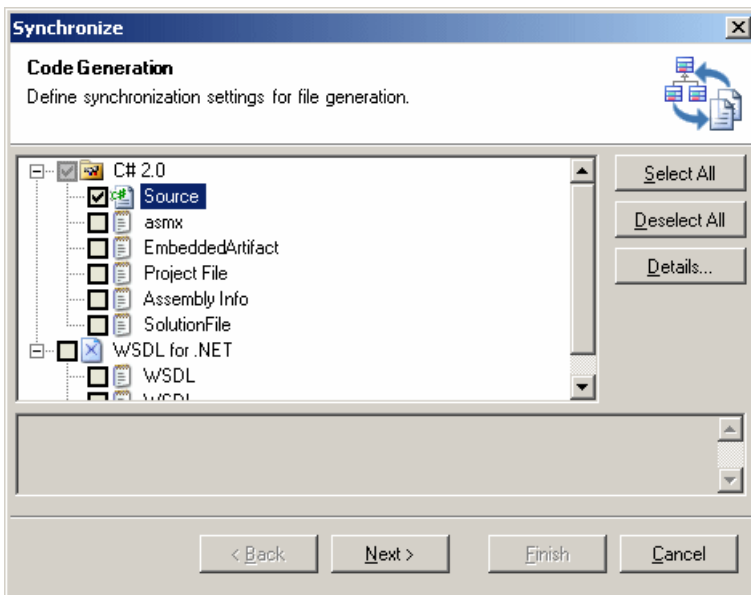 Synchronize
Code Generation
Define synchronization settings for file generation.
C# 2.0
Source
asmx
EmbeddedArtifact
Project File
Assembly Info
SolutionFile
WSDL for .NET
WSDL
WSDL
Select All
Deselect All
Details...
< Back
Next >
Finish
Cancel